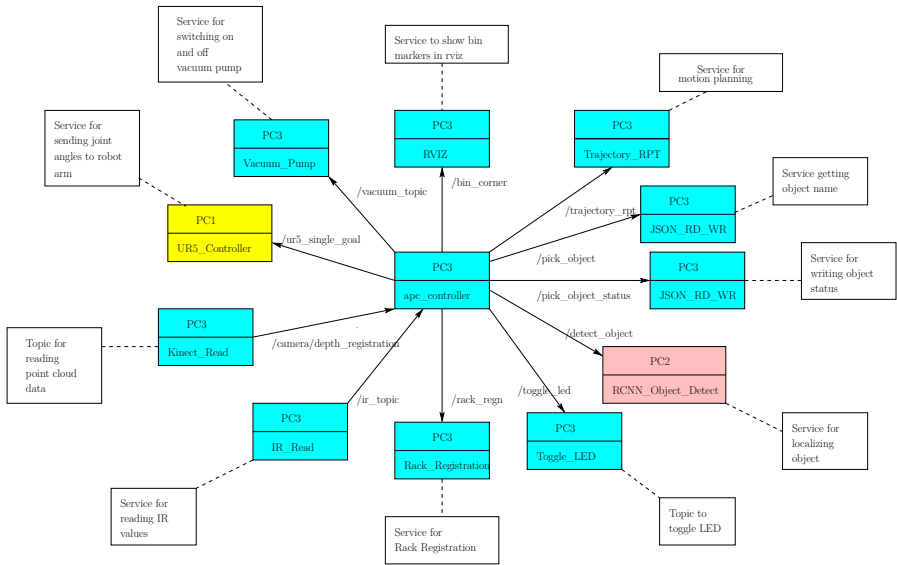 Service for
switching on
and off
vacuum pump
Service to show bin
markers in rviz
Service for
motion planning
Service for
sending joint
angles to robot
arm
PC3
Vacuum_Pump
PC3
RVIZ
PC3
Trajectory_RPT
Service getting
object name
/vacuum_topic
/bin_corner
PC1
UR5_Controller
/ur5_single_goal
/trajectory_rpt
PC3
JSON_RD_WR
PC3
apc_controller
/pick_object
/pick_object_status
PC3
JSON_RD_WR
Service for
writing object
status
Topic for
reading
point cloud
data
PC3
Kinect_Read
/camera/depth_registration
/detect_object
PC2
RCNN_Object_Detect
/ir_topic
/rack_regn
/toggle_led
PC3
IR_Read
PC3
Rack_Registration
PC3
Toggle_LED
Service for
localizing
object
Service for
reading IR
values
Service for
Rack Registration
Topic to
toggle LED